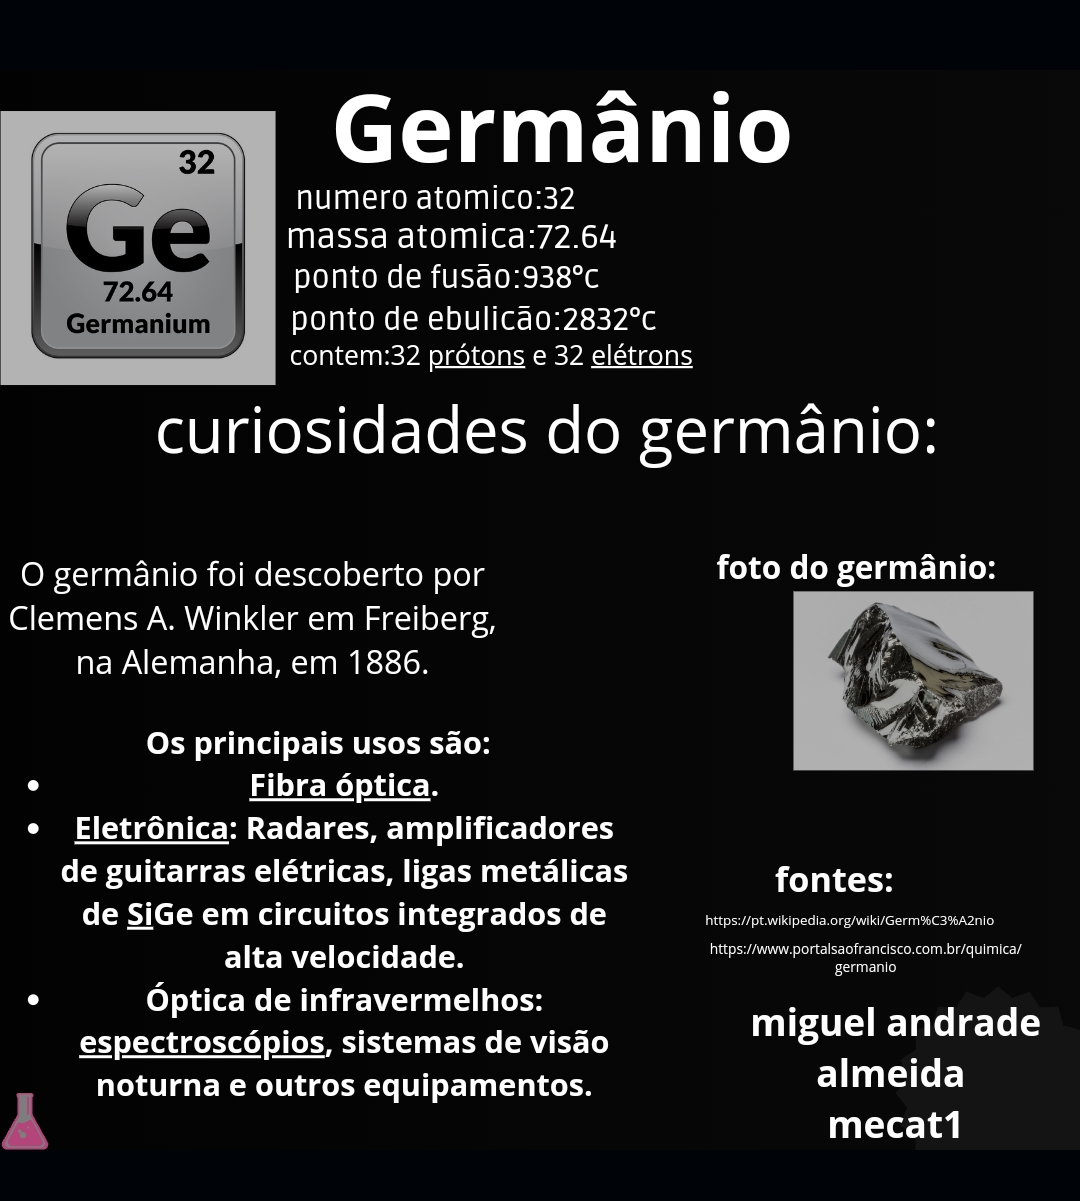 Germânio
32
Ge
72.64
Germanium
numero atomico:32
massa atomica:72.64
ponto de fusão:938°c
ponto de ebulicão:2832°c
contem:32 prótons e 32 elétrons
curiosidades do germânio:
O germânio foi descoberto por
Clemens A. Winkler em Freiberg,
na Alemanha, em 1886.
Os principais usos são:
• Fibra óptica.
• Eletrônica: Radares, amplificadores
de guitarras elétricas, ligas metálicas
de SiGe em circuitos integrados de
alta velocidade.
• Óptica de infravermelhos:
espectroscópios, sistemas de visão
noturna e outros equipamentos.
foto do germânio:
fontes:
https://pt.wikipedia.org/wiki/Germ%C3%A2nio
https://www.portalsaofrancisco.com.br/quimica/
germanio
miguel andrade
almeida
mecat1